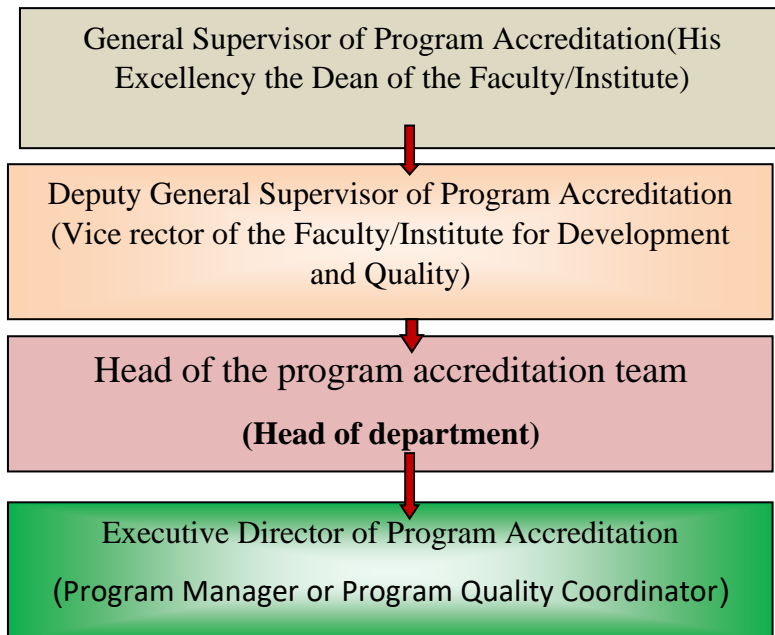 General Supervisor of Program Accreditation(His
Excellency the Dean of the Faculty/Institute)
Deputy General Supervisor of Program Accreditation
(Vice rector of the Faculty/Institute for Development
and Quality)
Head of the program accreditation team
(Head of department)
Executive Director of Program Accreditation
(Program Manager or Program Quality Coordinator)